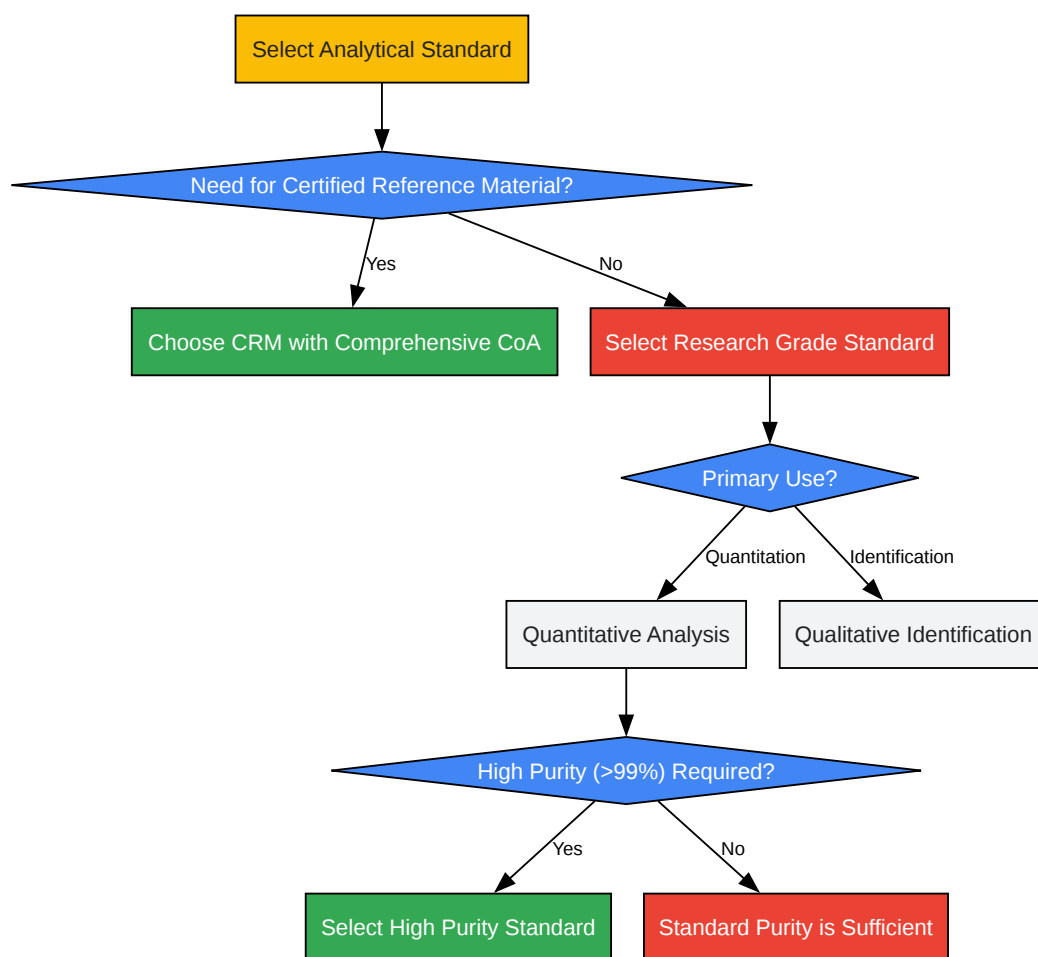 Select Analytical Standard
Need for Certified Reference Material?
Yes
No
Choose CRM with Comprehensive CoA
Select Research Grade Standard
Primary Use?
Quantitation
Identification
Quantitative Analysis
Qualitative Identification
High Purity (>99%) Required?
Yes
No
Select High Purity Standard
Standard Purity is Sufficient